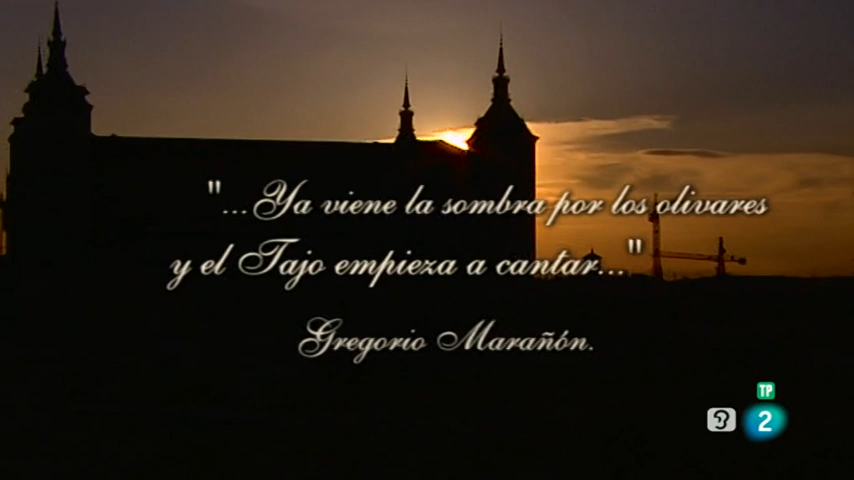 "...Ya viene la sombra por los olivares
y el Tajo empieza a cantar..."
Gregorio Marañón.
TP
2